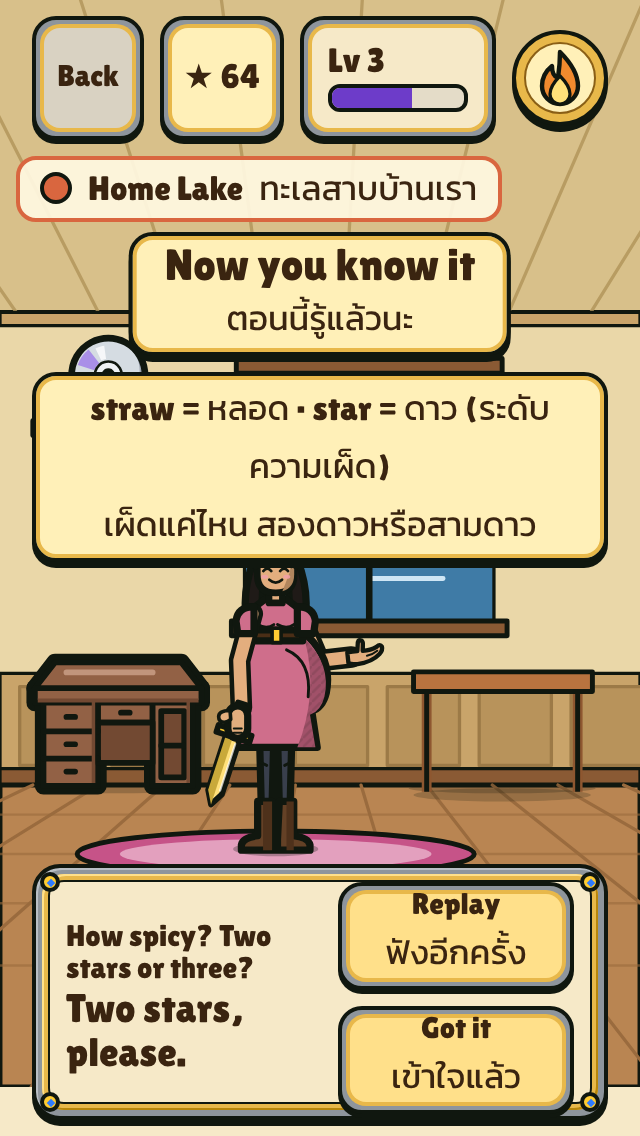 Back
★ 64
Lv 3
Home Lake ทะเลสาบบ้านเรา
Now you know it
ตอนนี้รู้แล้วนะ
straw = หลอด · star = ดาว (ระดับ
ความเผ็ด)
เผ็ดแค่ไหน สองดาวหรือสามดาว
How spicy? Two
stars or three?
Two stars,
please.
Replay
ฟังอีกครั้ง
Got it
เข้าใจแล้ว